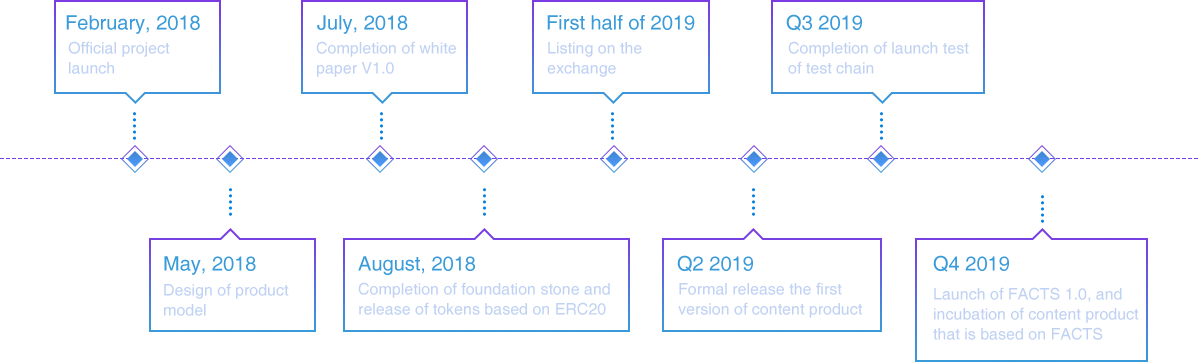 February, 2018
Official project
launch
July, 2018
Completion of white
paper V1.0
First half of 2019
Listing on the
exchange
Q3 2019
Completion of launch test
of test chain
May, 2018
Design of product
model
August, 2018
Completion of foundation stone and
release of tokens based on ERC20
Q2 2019
Formal release the first
version of content product
Q4 2019
Launch of FACTS 1.0, and
incubation of content product
that is based on FACTS